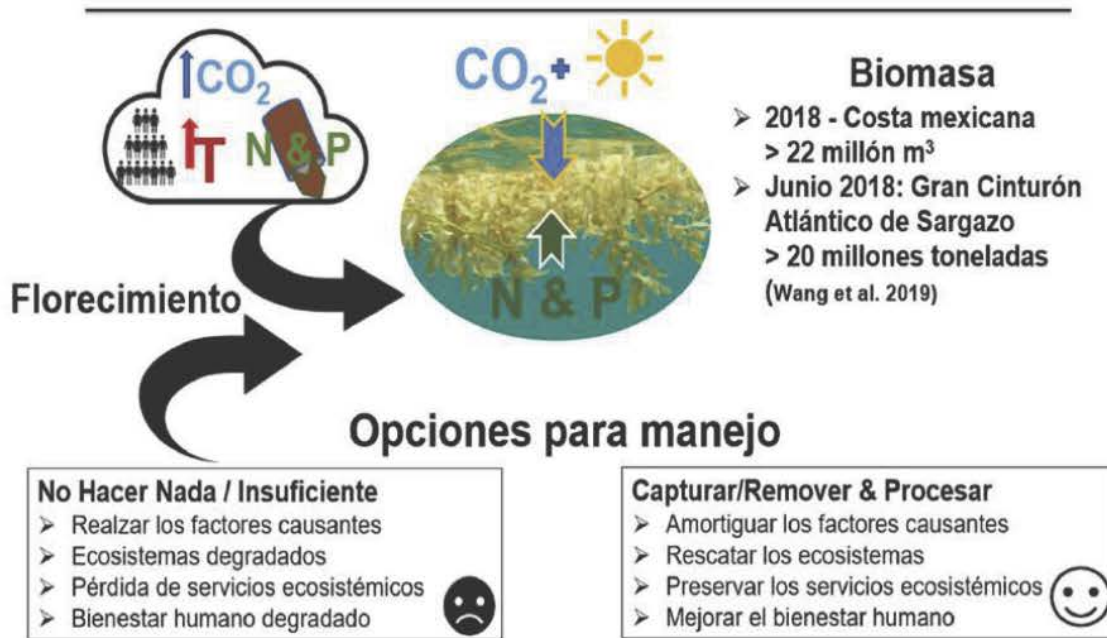 ↑CO₂
↑T N & P
CO₂+
N & P
Florecimiento
Biomasa
➢ 2018 - Costa mexicana
> 22 millón m³
➢ Junio 2018: Gran Cinturón
Atlántico de Sargazo
> 20 millones toneladas
(Wang et al. 2019)
Opciones para manejo
No Hacer Nada / Insuficiente
➢ Realzar los factores causantes
➢ Ecosistemas degradados
➢ Pérdida de servicios ecosistémicos
➢ Bienestar humano degradado
Capturar/Remover & Procesar
➢ Amortiguar los factores causantes
➢ Rescatar los ecosistemas
➢ Preservar los servicios ecosistémicos
➢ Mejorar el bienestar humano